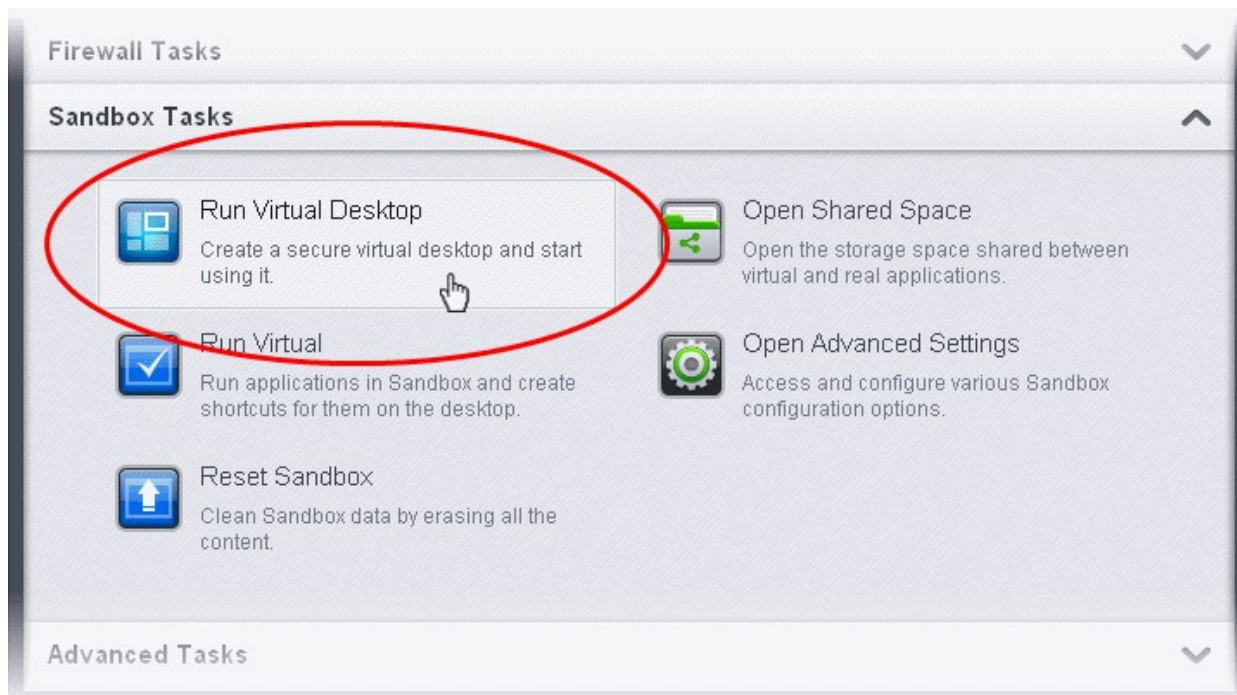 Firewall Tasks
Sandbox Tasks
Run Virtual Desktop
Create a secure virtual desktop and start
using it.
Open Shared Space
Open the storage space shared between
virtual and real applications.
Run Virtual
Run applications in Sandbox and create
shortcuts for them on the desktop.
Open Advanced Settings
Access and configure various Sandbox
configuration options.
Reset Sandbox
Clean Sandbox data by erasing all the
content.
Advanced Tasks